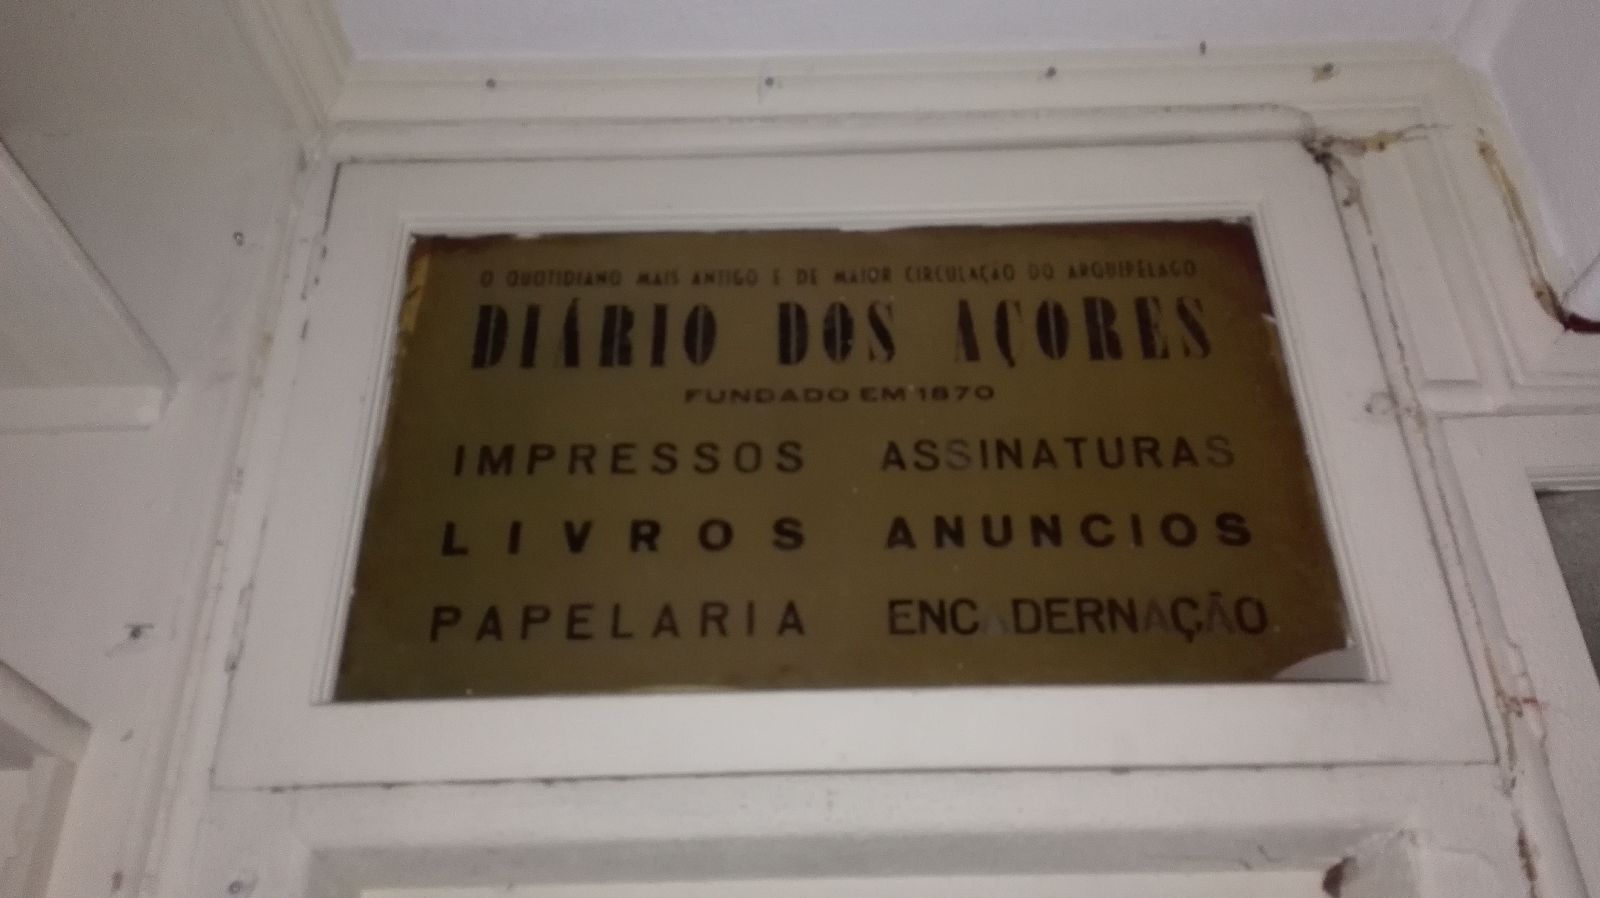 O QUOTIDIANO MAIS ANTIGO E DE MAIOR CIRCULAÇÃO DO ARQUIPÉLAGO
DIÁRIO DOS AÇORES
FUNDADO EM 1870
IMPRESSOS ASSINATURAS
LIVROS ANUNCIOS
PAPELARIA ENCADERNAÇÃO